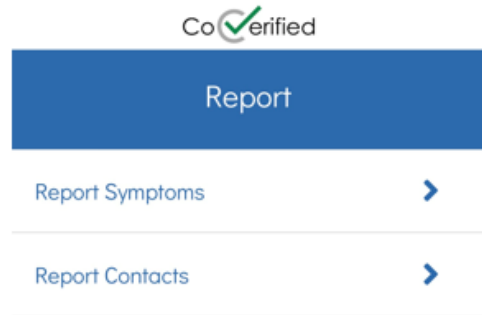 CoVerified
Report
Report Symptoms
Report Contacts